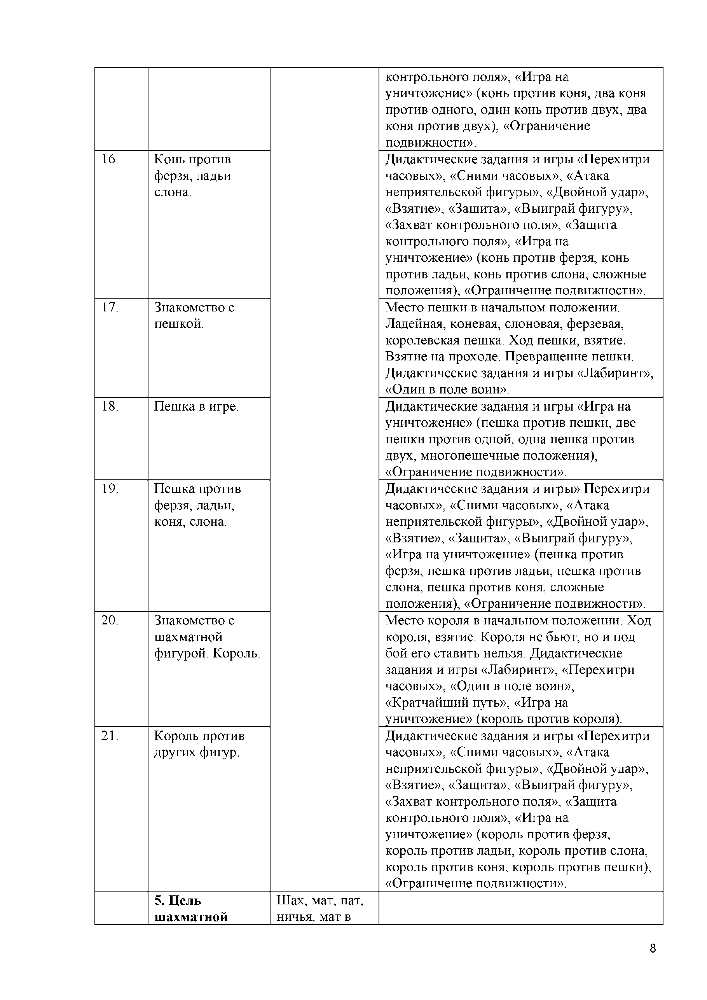 контрольного поля», «Игра на
уничтожение» (конь против коня, два коня
против одного, один конь против двух, два
коня против двух), «Ограничение
подвижности».
16.
Конь против
ферзя, ладьи
слона.
Дидактические задания и игры «Перехитри
часовых», «Сними часовых», «Атака
неприятельской фигуры», «Двойной удар»,
«Взятие», «Защита», «Выиграй фигуру»,
«Захват контрольного поля», «Защита
контрольного поля», «Игра на
уничтожение» (конь против ферзя, конь
против ладьи, конь против слона, сложные
положения), «Ограничение подвижности».
17.
Знакомство с
пешкой.
Место пешки в начальном положении.
Ладейная, коневая, слоновая, ферзевая,
королевская пешка. Ход пешки, взятие.
Взятие на проходе. Превращение пешки.
Дидактические задания и игры «Лабиринт»,
«Один в поле воин».
18.
Пешка в игре.
Дидактические задания и игры «Игра на
уничтожение» (пешка против пешки, две
пешки против одной, одна пешка против
двух, многопешечные положения),
«Ограничение подвижности».
19.
Пешка против
ферзя, ладьи,
коня, слона.
Дидактические задания и игры» Перехитри
часовых», «Сними часовых», «Атака
неприятельской фигуры», «Двойной удар»,
«Взятие», «Защита», «Выиграй фигуру»,
«Игра на уничтожение» (пешка против
ферзя, пешка против ладьи, пешка против
слона, пешка против коня, сложные
положения), «Ограничение подвижности».
20.
Знакомство с
шахматной
фигурой. Король.
Место короля в начальном положении. Ход
короля, взятие. Короля не бьют, но и под
бой его ставить нельзя. Дидактические
задания и игры «Лабиринт», «Перехитри
часовых», «Один в поле воин»,
«Кратчайший путь», «Игра на
уничтожение» (король против короля).
21.
Король против
других фигур.
Дидактические задания и игры «Перехитри
часовых», «Сними часовых», «Атака
неприятельской фигуры», «Двойной удар»,
«Взятие», «Защита», «Выиграй фигуру»,
«Захват контрольного поля», «Защита
контрольного поля», «Игра на
уничтожение» (король против ферзя,
король против ладьи, король против слона,
король против коня, король против пешки),
«Ограничение подвижности».
5. Цель
шахматной
Шах, мат, пат,
ничья, мат в
8